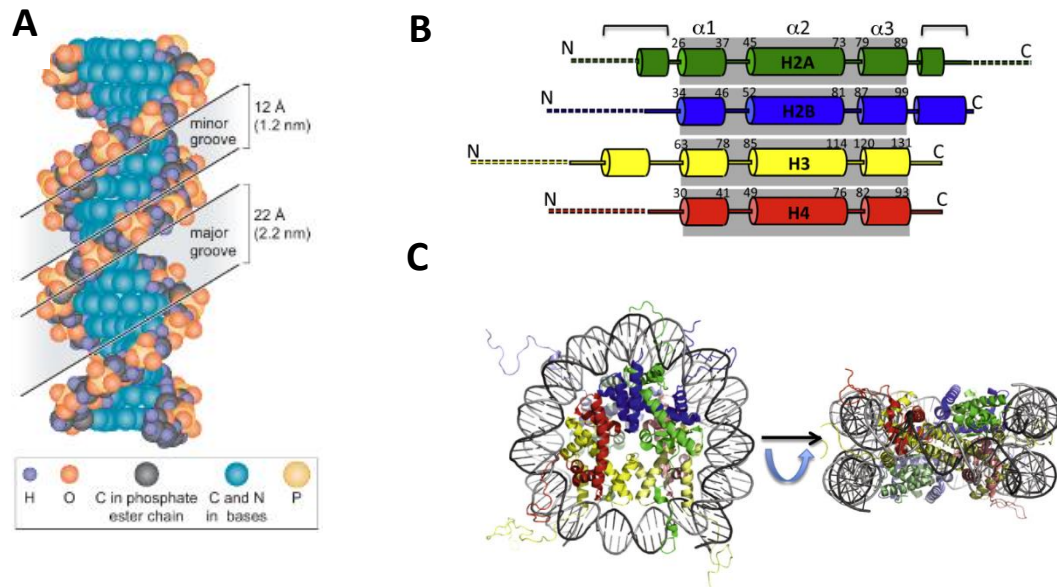 A
12 Å
(1.2 nm)
minor
groove
22 Å
(2.2 nm)
major
groove
H
O
C in phosphate
ester chain
C and N
in bases
P
B
α1
α2
α3
N
26
37
45
73
79
89
C
H2A
N
34
46
52
81
87
99
C
H2B
N
63
78
85
114
120
131
C
H3
N
30
41
49
76
82
93
C
H4
C